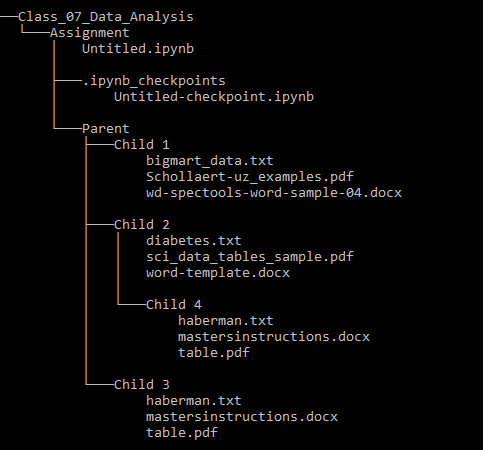 Class_07_Data_Analysis
Assignment
Untitled.ipynb
.ipynb_checkpoints
Untitled-checkpoint.ipynb
Parent
Child 1
bigmart_data.txt
Schollaert-uz_examples.pdf
wd-spectools-word-sample-04.docx
Child 2
diabetes.txt
sci_data_tables_sample.pdf
word-template.docx
Child 4
haberman.txt
mastersinstructions.docx
table.pdf
Child 3
haberman.txt
mastersinstructions.docx
table.pdf